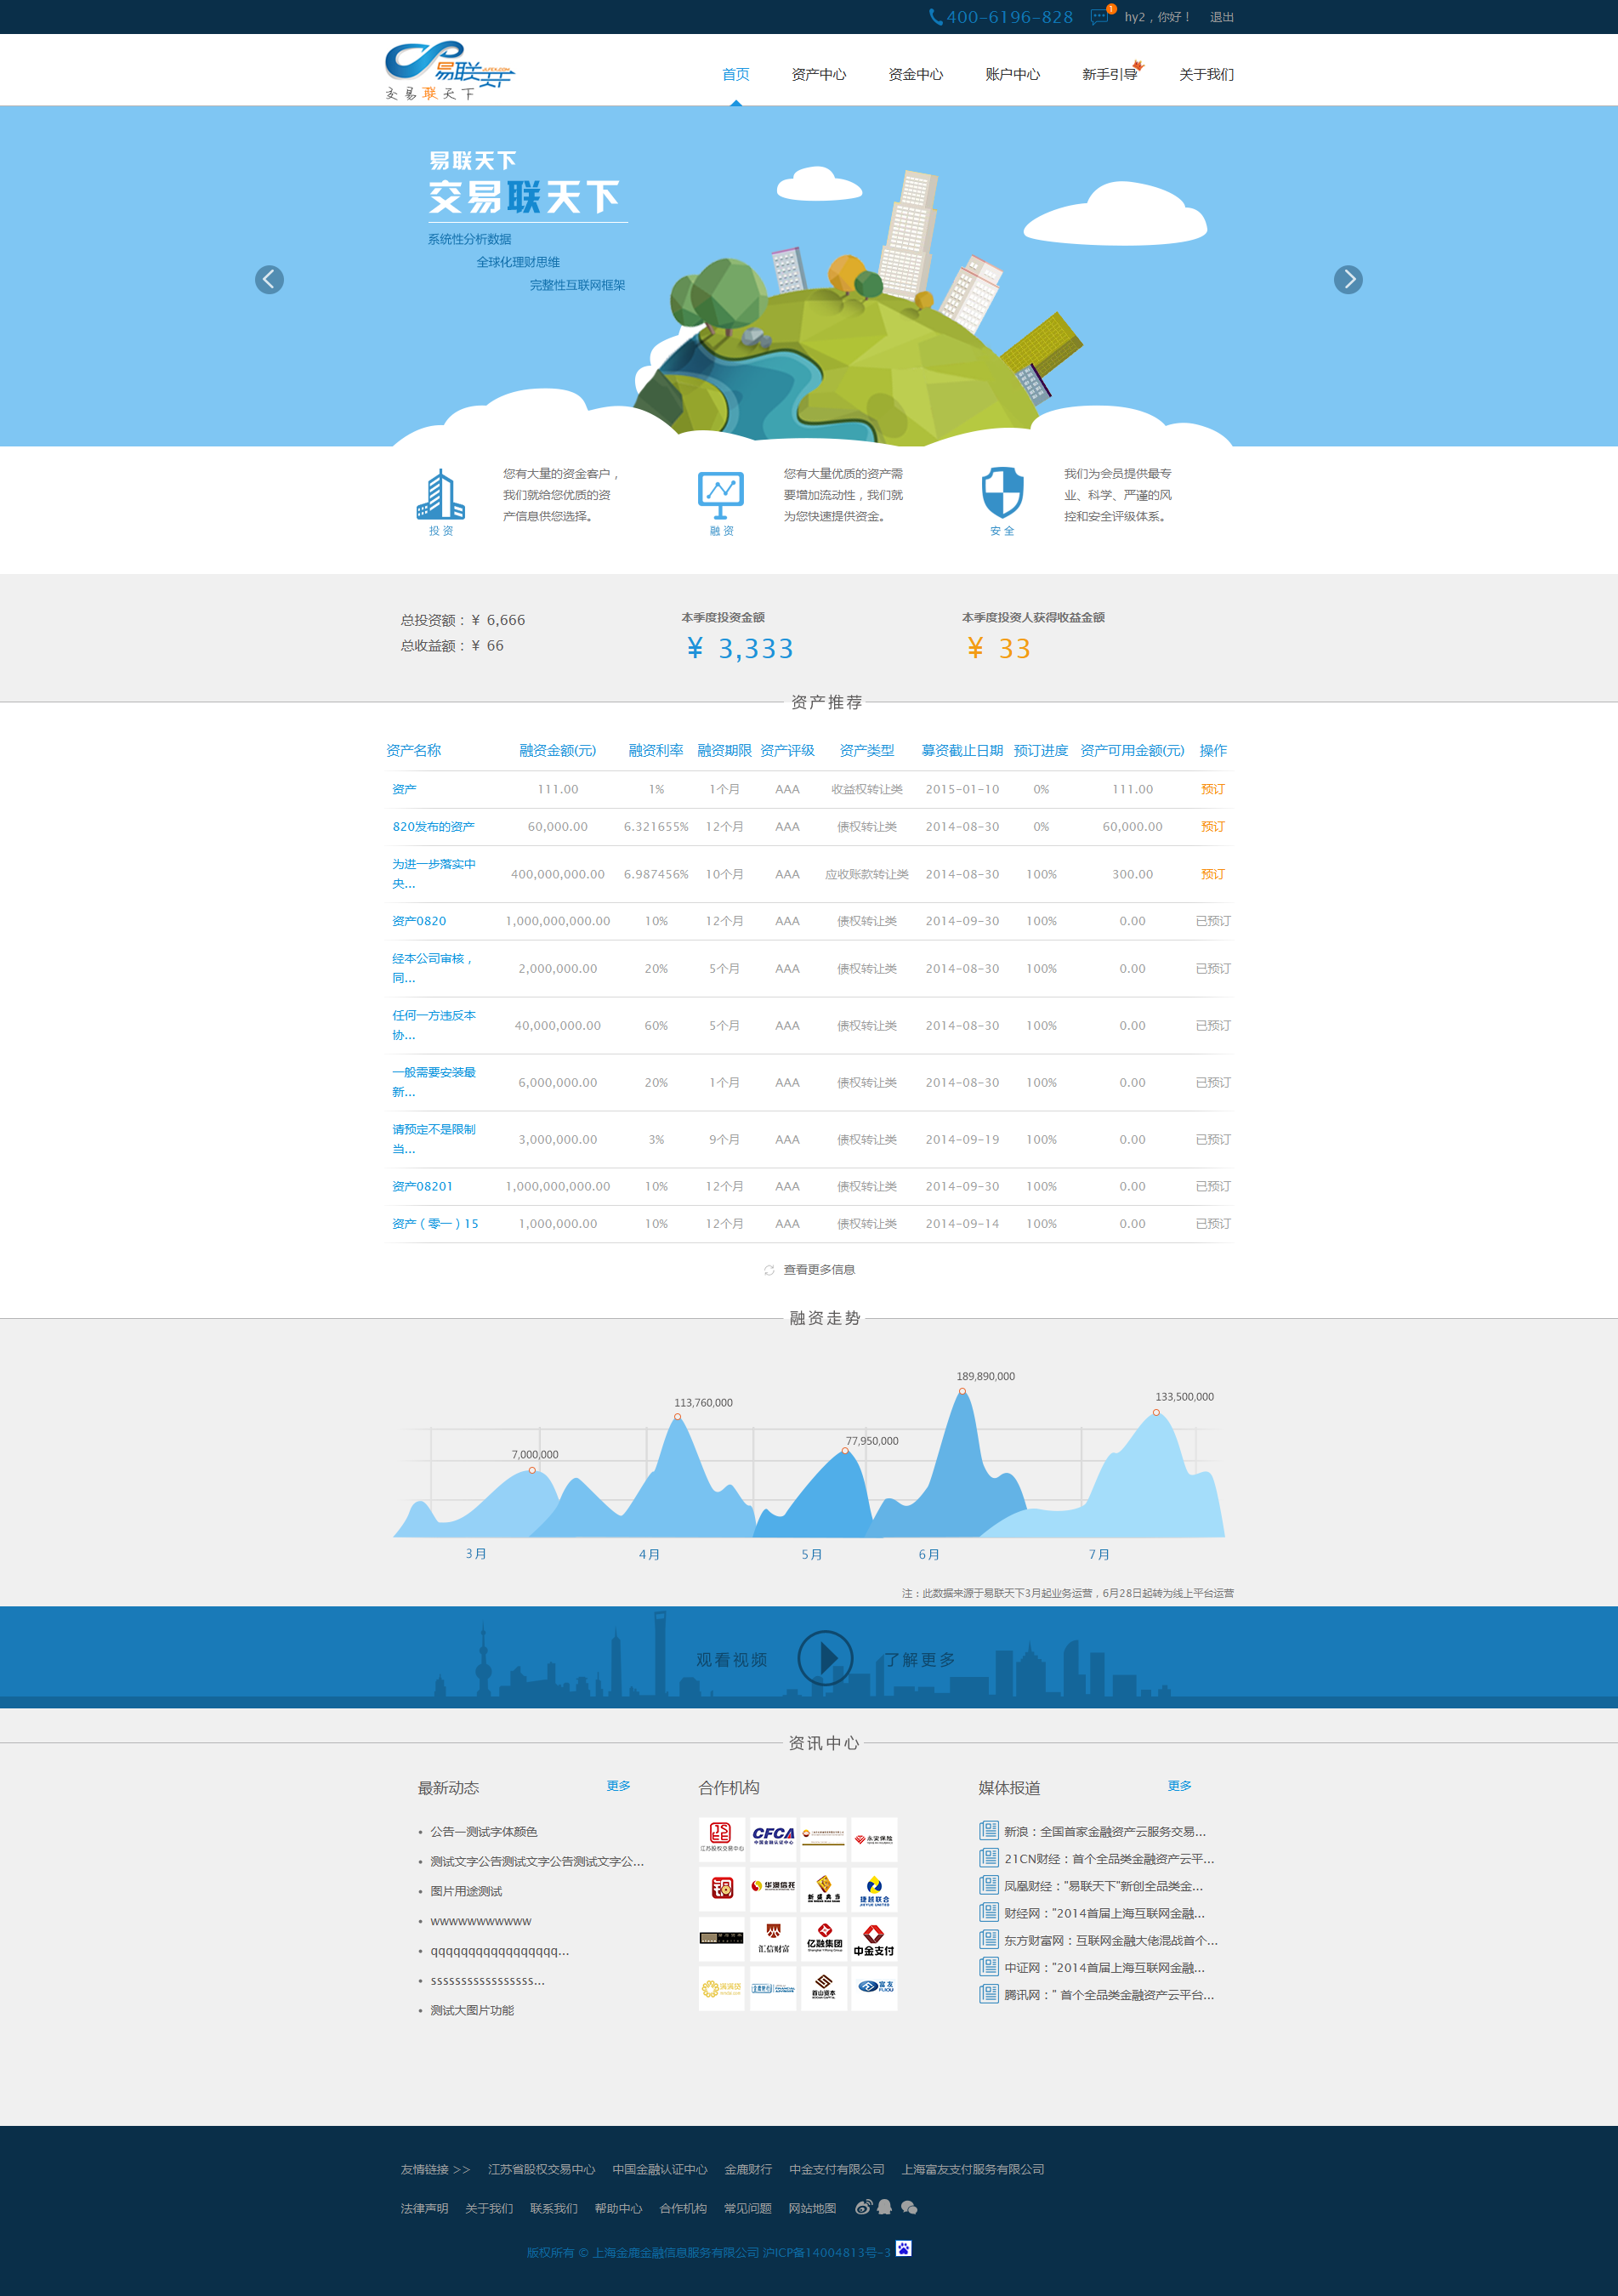 400-6196-828 1 hy2，你好！ 退出
易联天下
交易联天下
首页 资产中心 资金中心 账户中心 新手引导 关于我们
易联天下
交易联天下
系统性分析数据
全球化理财思维
完整性互联网框架
投资
您有大量的资金客户，
我们就给您优质的资
产信息供您选择。
融资
您有大量优质的资产需
要增加流动性，我们就
为您快速提供资金。
安全
我们为会员提供最专
业、科学、严谨的风
控和安全评级体系。
总投资额：¥ 6,666
总收益额：¥ 66
本季度投资金额
¥ 3,333
本季度投资人获得收益金额
¥ 33
资产推荐
资产名称 融资金额(元) 融资利率 融资期限 资产评级 资产类型 募资截止日期 预订进度 资产可用金额(元) 操作
资产 111.00 1% 1个月 AAA 收益权转让类 2015-01-10 0% 111.00 预订
820发布的资产 60,000.00 6.321655% 12个月 AAA 债权转让类 2014-08-30 0% 60,000.00 预订
为进一步落实中
央... 400,000,000.00 6.987456% 10个月 AAA 应收账款转让类 2014-08-30 100% 300.00 预订
资产0820 1,000,000,000.00 10% 12个月 AAA 债权转让类 2014-09-30 100% 0.00 已预订
经本公司审核，
同... 2,000,000.00 20% 5个月 AAA 债权转让类 2014-08-30 100% 0.00 已预订
任何一方违反本
协... 40,000,000.00 60% 5个月 AAA 债权转让类 2014-08-30 100% 0.00 已预订
一般需要安装最
新... 6,000,000.00 20% 1个月 AAA 债权转让类 2014-08-30 100% 0.00 已预订
请预定不是限制
当... 3,000,000.00 3% 9个月 AAA 债权转让类 2014-09-19 100% 0.00 已预订
资产08201 1,000,000,000.00 10% 12个月 AAA 债权转让类 2014-09-30 100% 0.00 已预订
资产（零一）15 1,000,000.00 10% 12个月 AAA 债权转让类 2014-09-14 100% 0.00 已预订
查看更多信息
融资走势
7,000,000
113,760,000
77,950,000
189,890,000
133,500,000
3月 4月 5月 6月 7月
注：此数据来源于易联天下3月起业务运营，6月28日起转为线上平台运营
观看视频 了解更多
资讯中心
最新动态 更多
公告一测试字体颜色
测试文字公告测试文字公告测试文字公...
图片用途测试
wwwwwwwwwww
qqqqqqqqqqqqqqqqq...
sssssssssssssssss...
测试大图片功能
合作机构
江苏股权交易中心
CFCA
中国金融认证中心
永安保险
华澳信托
新盛典当
捷越联合
JIEYUE UNITED
汇信财富
亿融集团
中金支付
首山资本
富友
FUIOU
媒体报道 更多
新浪：全国首家金融资产云服务交易...
21CN财经：首个全品类金融资产云平...
凤凰财经："易联天下"新创全品类金...
财经网："2014首届上海互联网金融...
东方财富网：互联网金融大佬混战首个...
中证网："2014首届上海互联网金融...
腾讯网：" 首个全品类金融资产云平台...
友情链接 >> 江苏省股权交易中心 中国金融认证中心 金鹿财行 中金支付有限公司 上海富友支付服务有限公司
法律声明 关于我们 联系我们 帮助中心 合作机构 常见问题 网站地图
版权所有 © 上海金鹿金融信息服务有限公司 沪ICP备14004813号-3